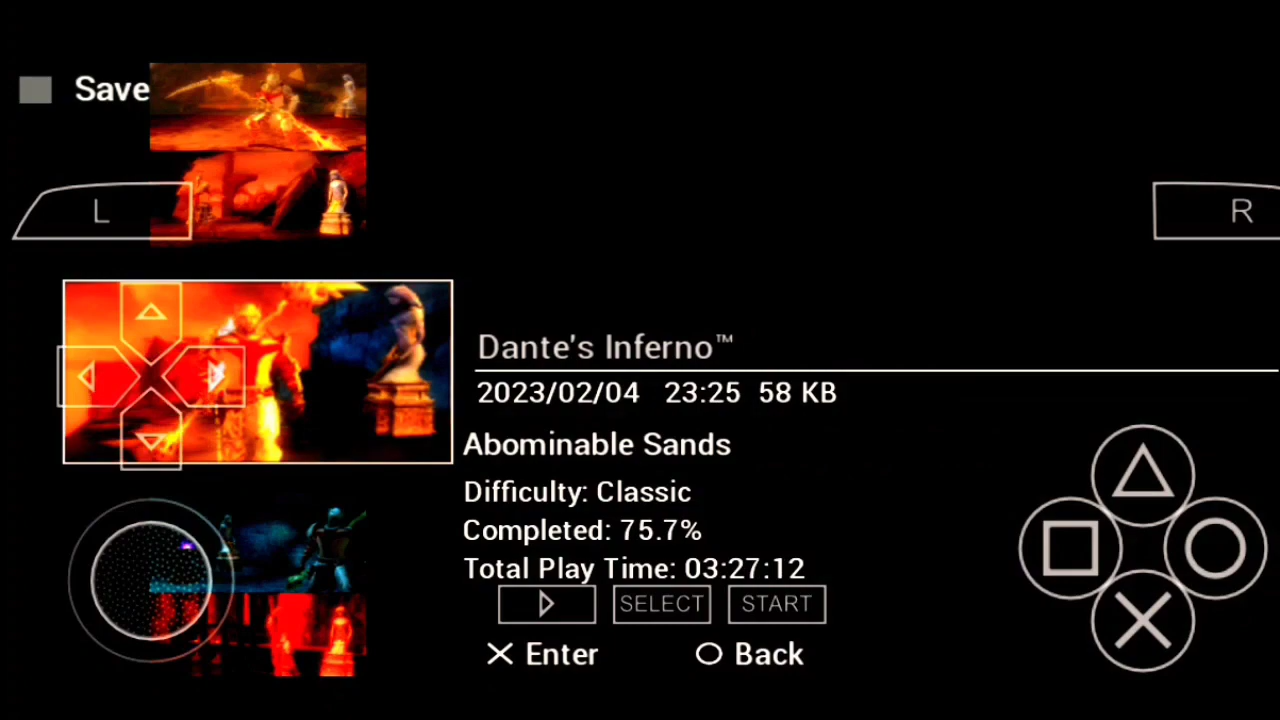 Save
L
R
Dante's Inferno™
2023/02/04 23:25 58 KB
Abominable Sands
Difficulty: Classic
Completed: 75.7%
Total Play Time: 03:27:12
SELECT START
Enter Back